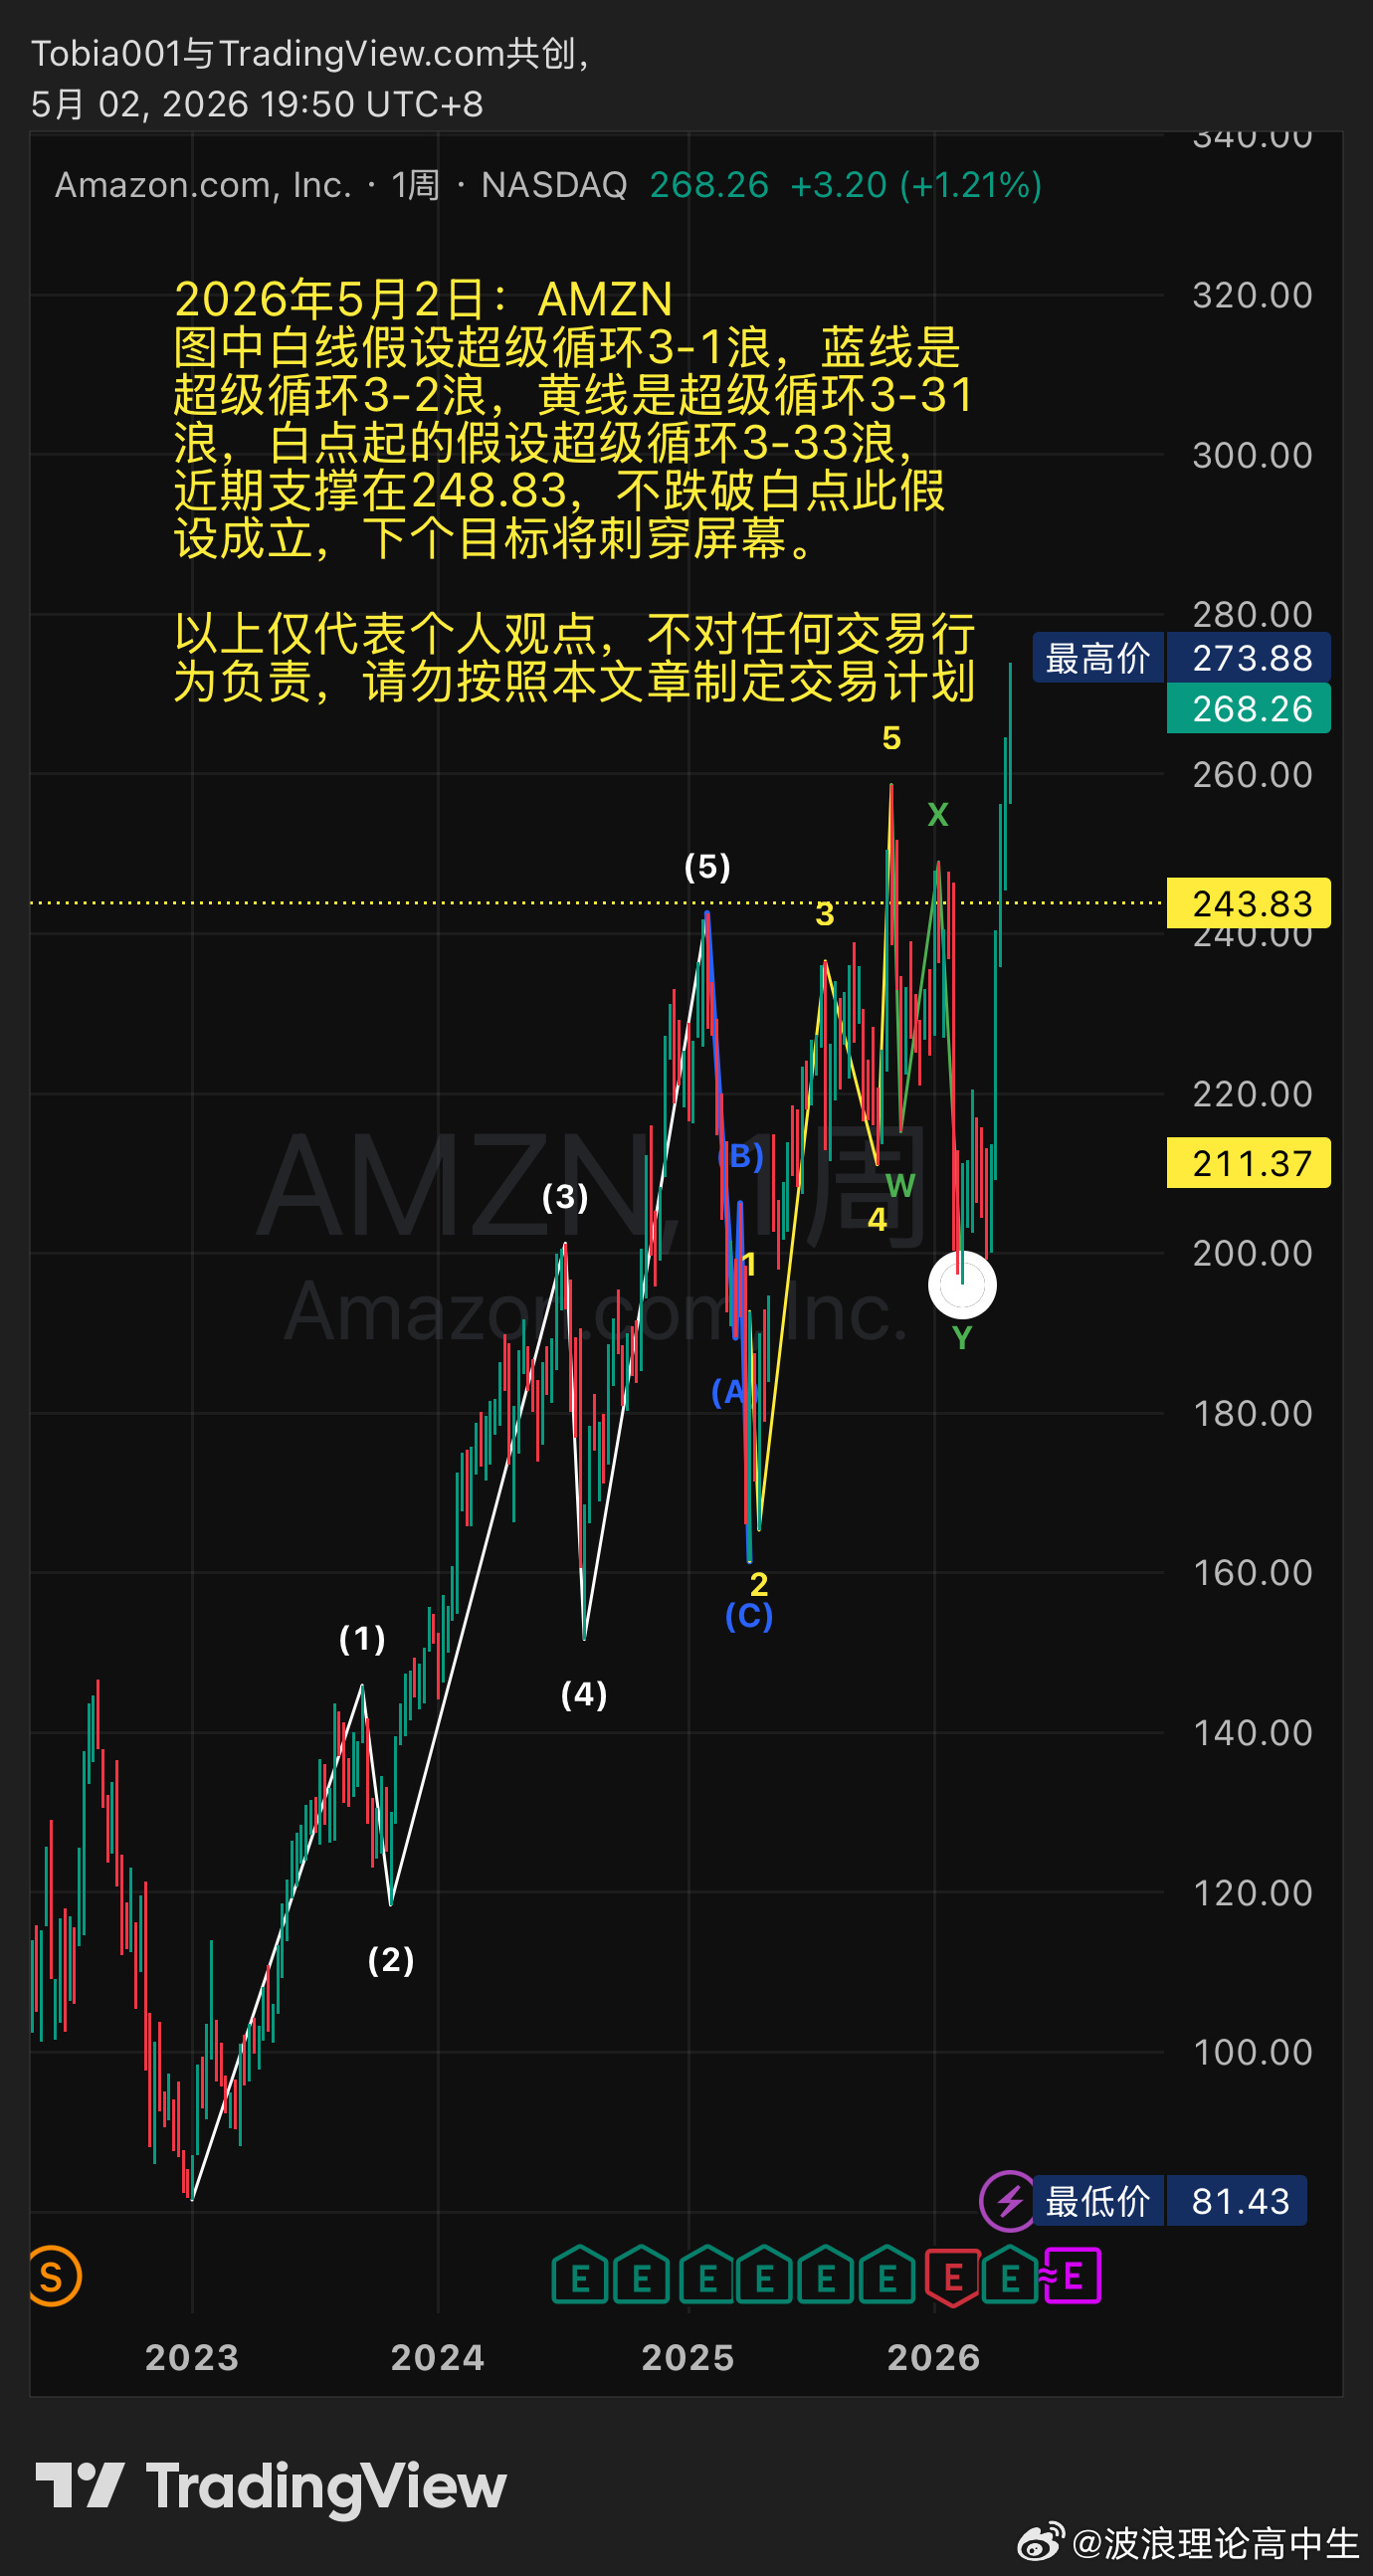 Tobia001与TradingView.com共创，
5月 02, 2026 19:50 UTC+8
340.00
Amazon.com, Inc. · 1周 · NASDAQ 268.26 +3.20 (+1.21%)
2026年5月2日：AMZN
图中白线假设超级循环3-1浪，蓝线是
超级循环3-2浪，黄线是超级循环3-31
浪，白点起的假设超级循环3-33浪，
近期支撑在248.83，不跌破白点此假
设成立，下个目标将刺穿屏幕。
以上仅代表个人观点，不对任何交易行
为负责，请勿按照本文章制定交易计划
320.00
300.00
280.00
最高价 273.88
268.26
260.00
243.83
240.00
220.00
211.37
200.00
180.00
160.00
140.00
120.00
100.00
最低价 81.43
AMZN, 1周
Amazon.com, Inc.
5
X
(5)
3
(B)
(3)
W
4
1
Y
(A)
2
(C)
(1)
(4)
(2)
S
E E E E E E E E E
2023 2024 2025 2026
TradingView
@波浪理论高中生